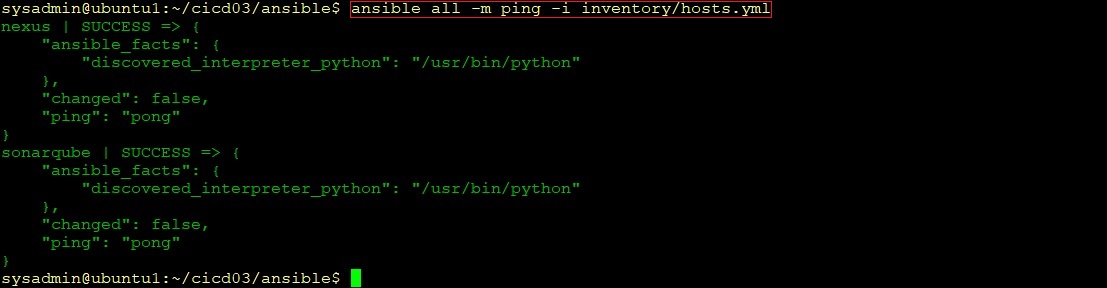 sysadmin@ubuntu1:~/cicd03/ansible$ ansible all -m ping -i inventory/hosts.yml
nexus | SUCCESS => {
    "ansible_facts": {
        "discovered_interpreter_python": "/usr/bin/python"
    },
    "changed": false,
    "ping": "pong"
}
sonarqube | SUCCESS => {
    "ansible_facts": {
        "discovered_interpreter_python": "/usr/bin/python"
    },
    "changed": false,
    "ping": "pong"
}
sysadmin@ubuntu1:~/cicd03/ansible$